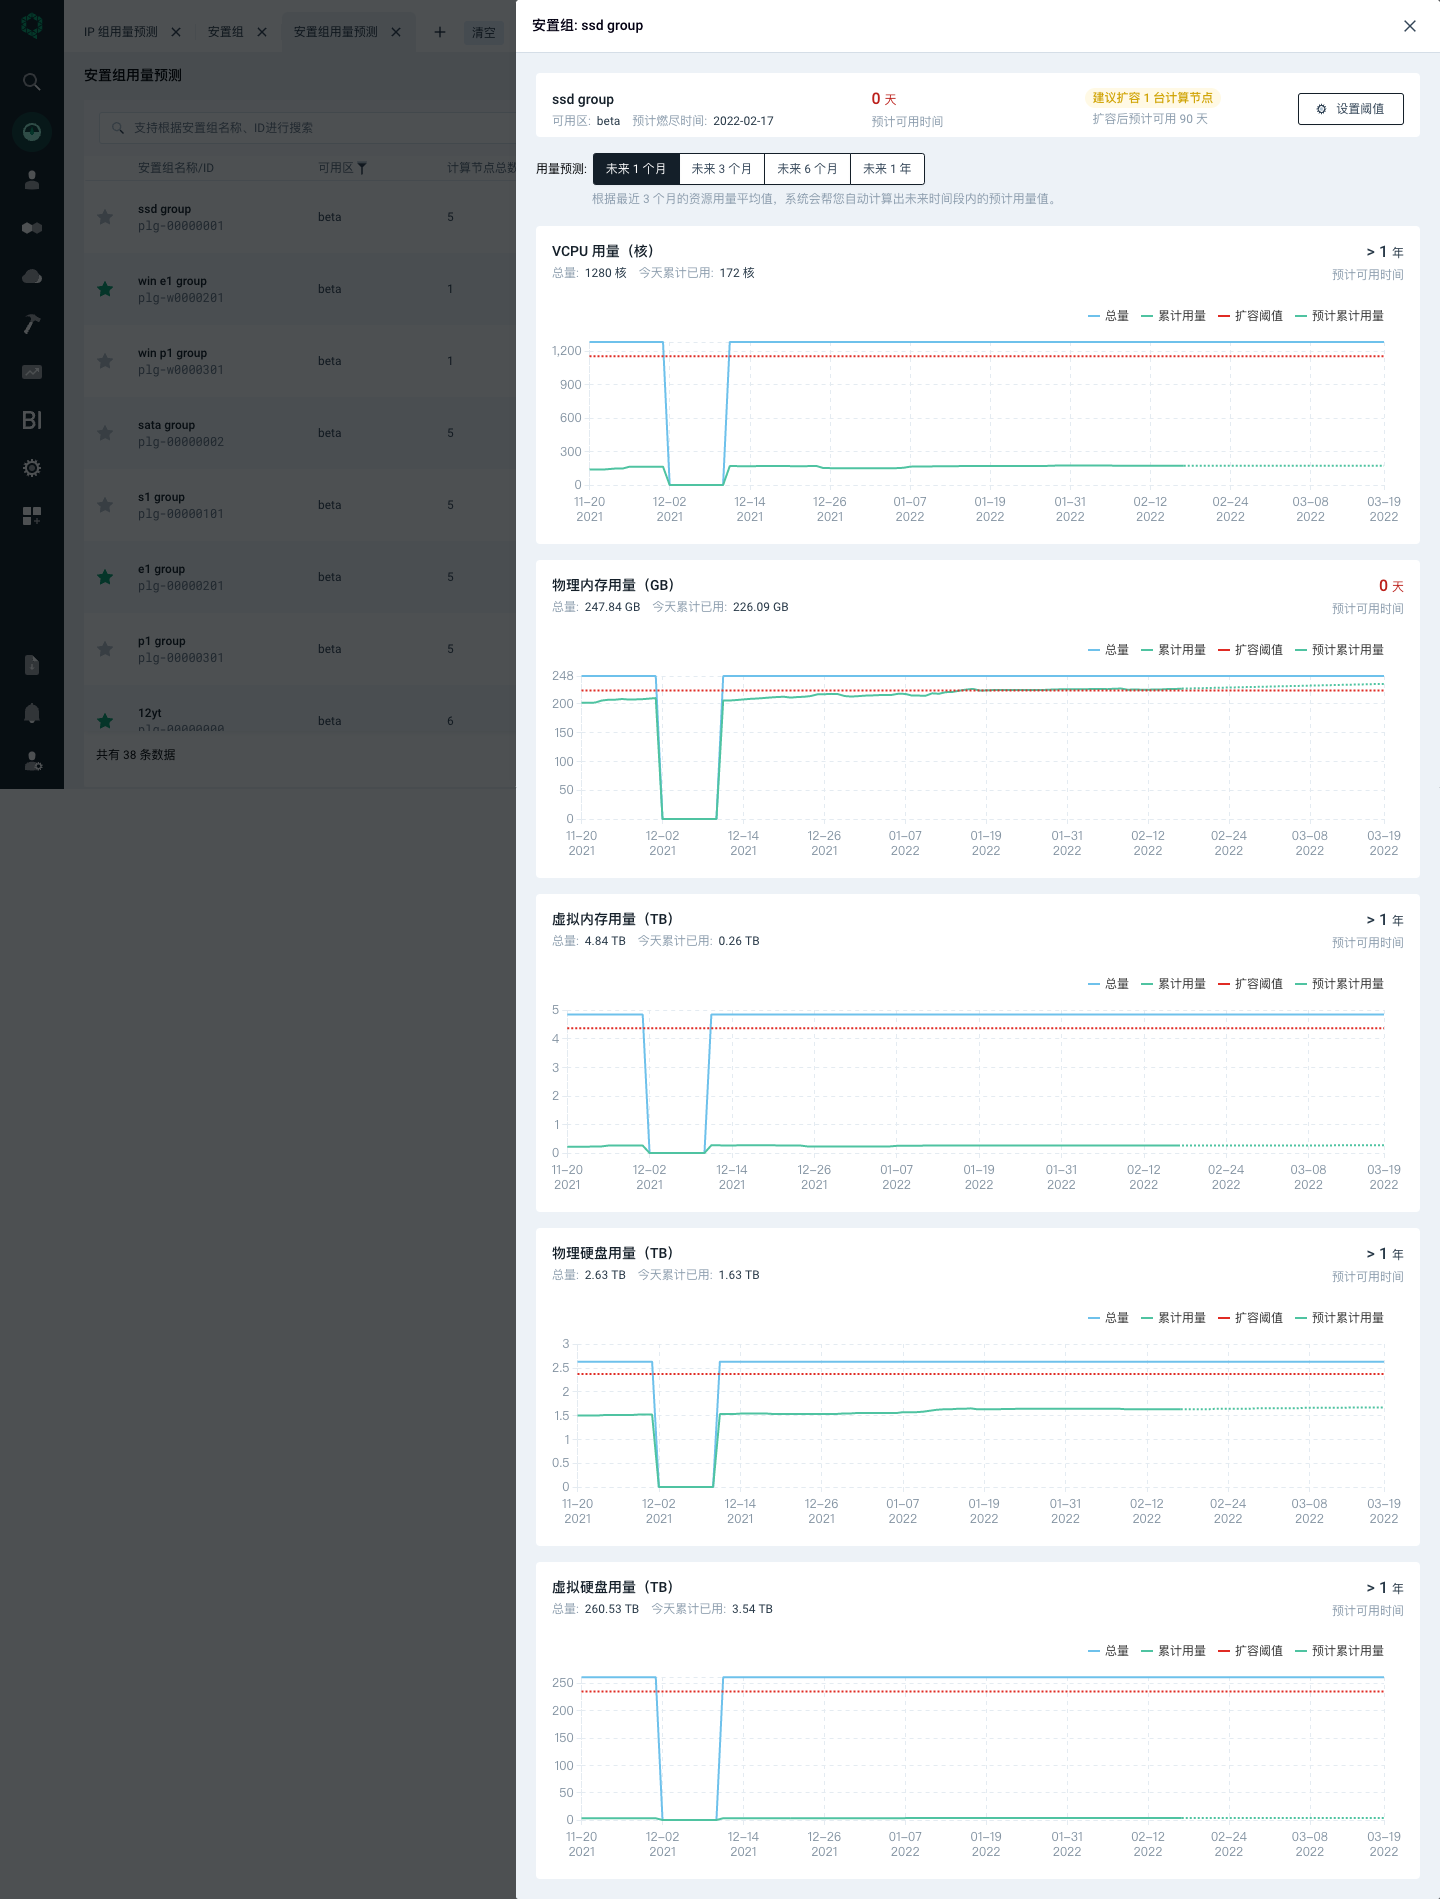 IP 组用量预测
安置组
安置组用量预测
清空
安置组用量预测
支持根据安置组名称、ID进行搜索
安置组名称/ID
可用区
计算节点总数
ssd group
plg-00000001
beta
5
win e1 group
plg-w0000201
beta
1
win p1 group
plg-w0000301
beta
1
sata group
plg-00000002
beta
5
s1 group
plg-00000101
beta
5
BI
e1 group
plg-00000201
beta
5
p1 group
plg-00000301
beta
5
12yt
plg-00000000
beta
6
共有 38 条数据
安置组: ssd group
ssd group
可用区: beta 预计燃尽时间: 2022-02-17
0 天
预计可用时间
建议扩容 1 台计算节点
扩容后预计可用 90 天
设置阈值
用量预测:
未来 1 个月
未来 3 个月
未来 6 个月
未来 1 年
根据最近 3 个月的资源用量平均值，系统会帮您自动计算出未来时间段内的预计用量值。
VCPU 用量（核）
总量: 1280 核 今天累计已用: 172 核
> 1 年
预计可用时间
总量 累计用量 扩容阈值 预计累计用量
1,200
900
600
300
0
11-20 12-02 12-14 12-26 01-07 01-19 01-31 02-12 02-24 03-08 03-19
2021 2021 2021 2021 2022 2022 2022 2022 2022 2022 2022
物理内存用量（GB）
总量: 247.84 GB 今天累计已用: 226.09 GB
0 天
预计可用时间
总量 累计用量 扩容阈值 预计累计用量
248
200
150
100
50
0
11-20 12-02 12-14 12-26 01-07 01-19 01-31 02-12 02-24 03-08 03-19
2021 2021 2021 2021 2022 2022 2022 2022 2022 2022 2022
虚拟内存用量（TB）
总量: 4.84 TB 今天累计已用: 0.26 TB
> 1 年
预计可用时间
总量 累计用量 扩容阈值 预计累计用量
5
4
3
2
1
0
11-20 12-02 12-14 12-26 01-07 01-19 01-31 02-12 02-24 03-08 03-19
2021 2021 2021 2021 2022 2022 2022 2022 2022 2022 2022
物理硬盘用量（TB）
总量: 2.63 TB 今天累计已用: 1.63 TB
> 1 年
预计可用时间
总量 累计用量 扩容阈值 预计累计用量
3
2.5
2
1.5
1
0.5
0
11-20 12-02 12-14 12-26 01-07 01-19 01-31 02-12 02-24 03-08 03-19
2021 2021 2021 2021 2022 2022 2022 2022 2022 2022 2022
虚拟硬盘用量（TB）
总量: 260.53 TB 今天累计已用: 3.54 TB
> 1 年
预计可用时间
总量 累计用量 扩容阈值 预计累计用量
250
200
150
100
50
0
11-20 12-02 12-14 12-26 01-07 01-19 01-31 02-12 02-24 03-08 03-19
2021 2021 2021 2021 2022 2022 2022 2022 2022 2022 2022